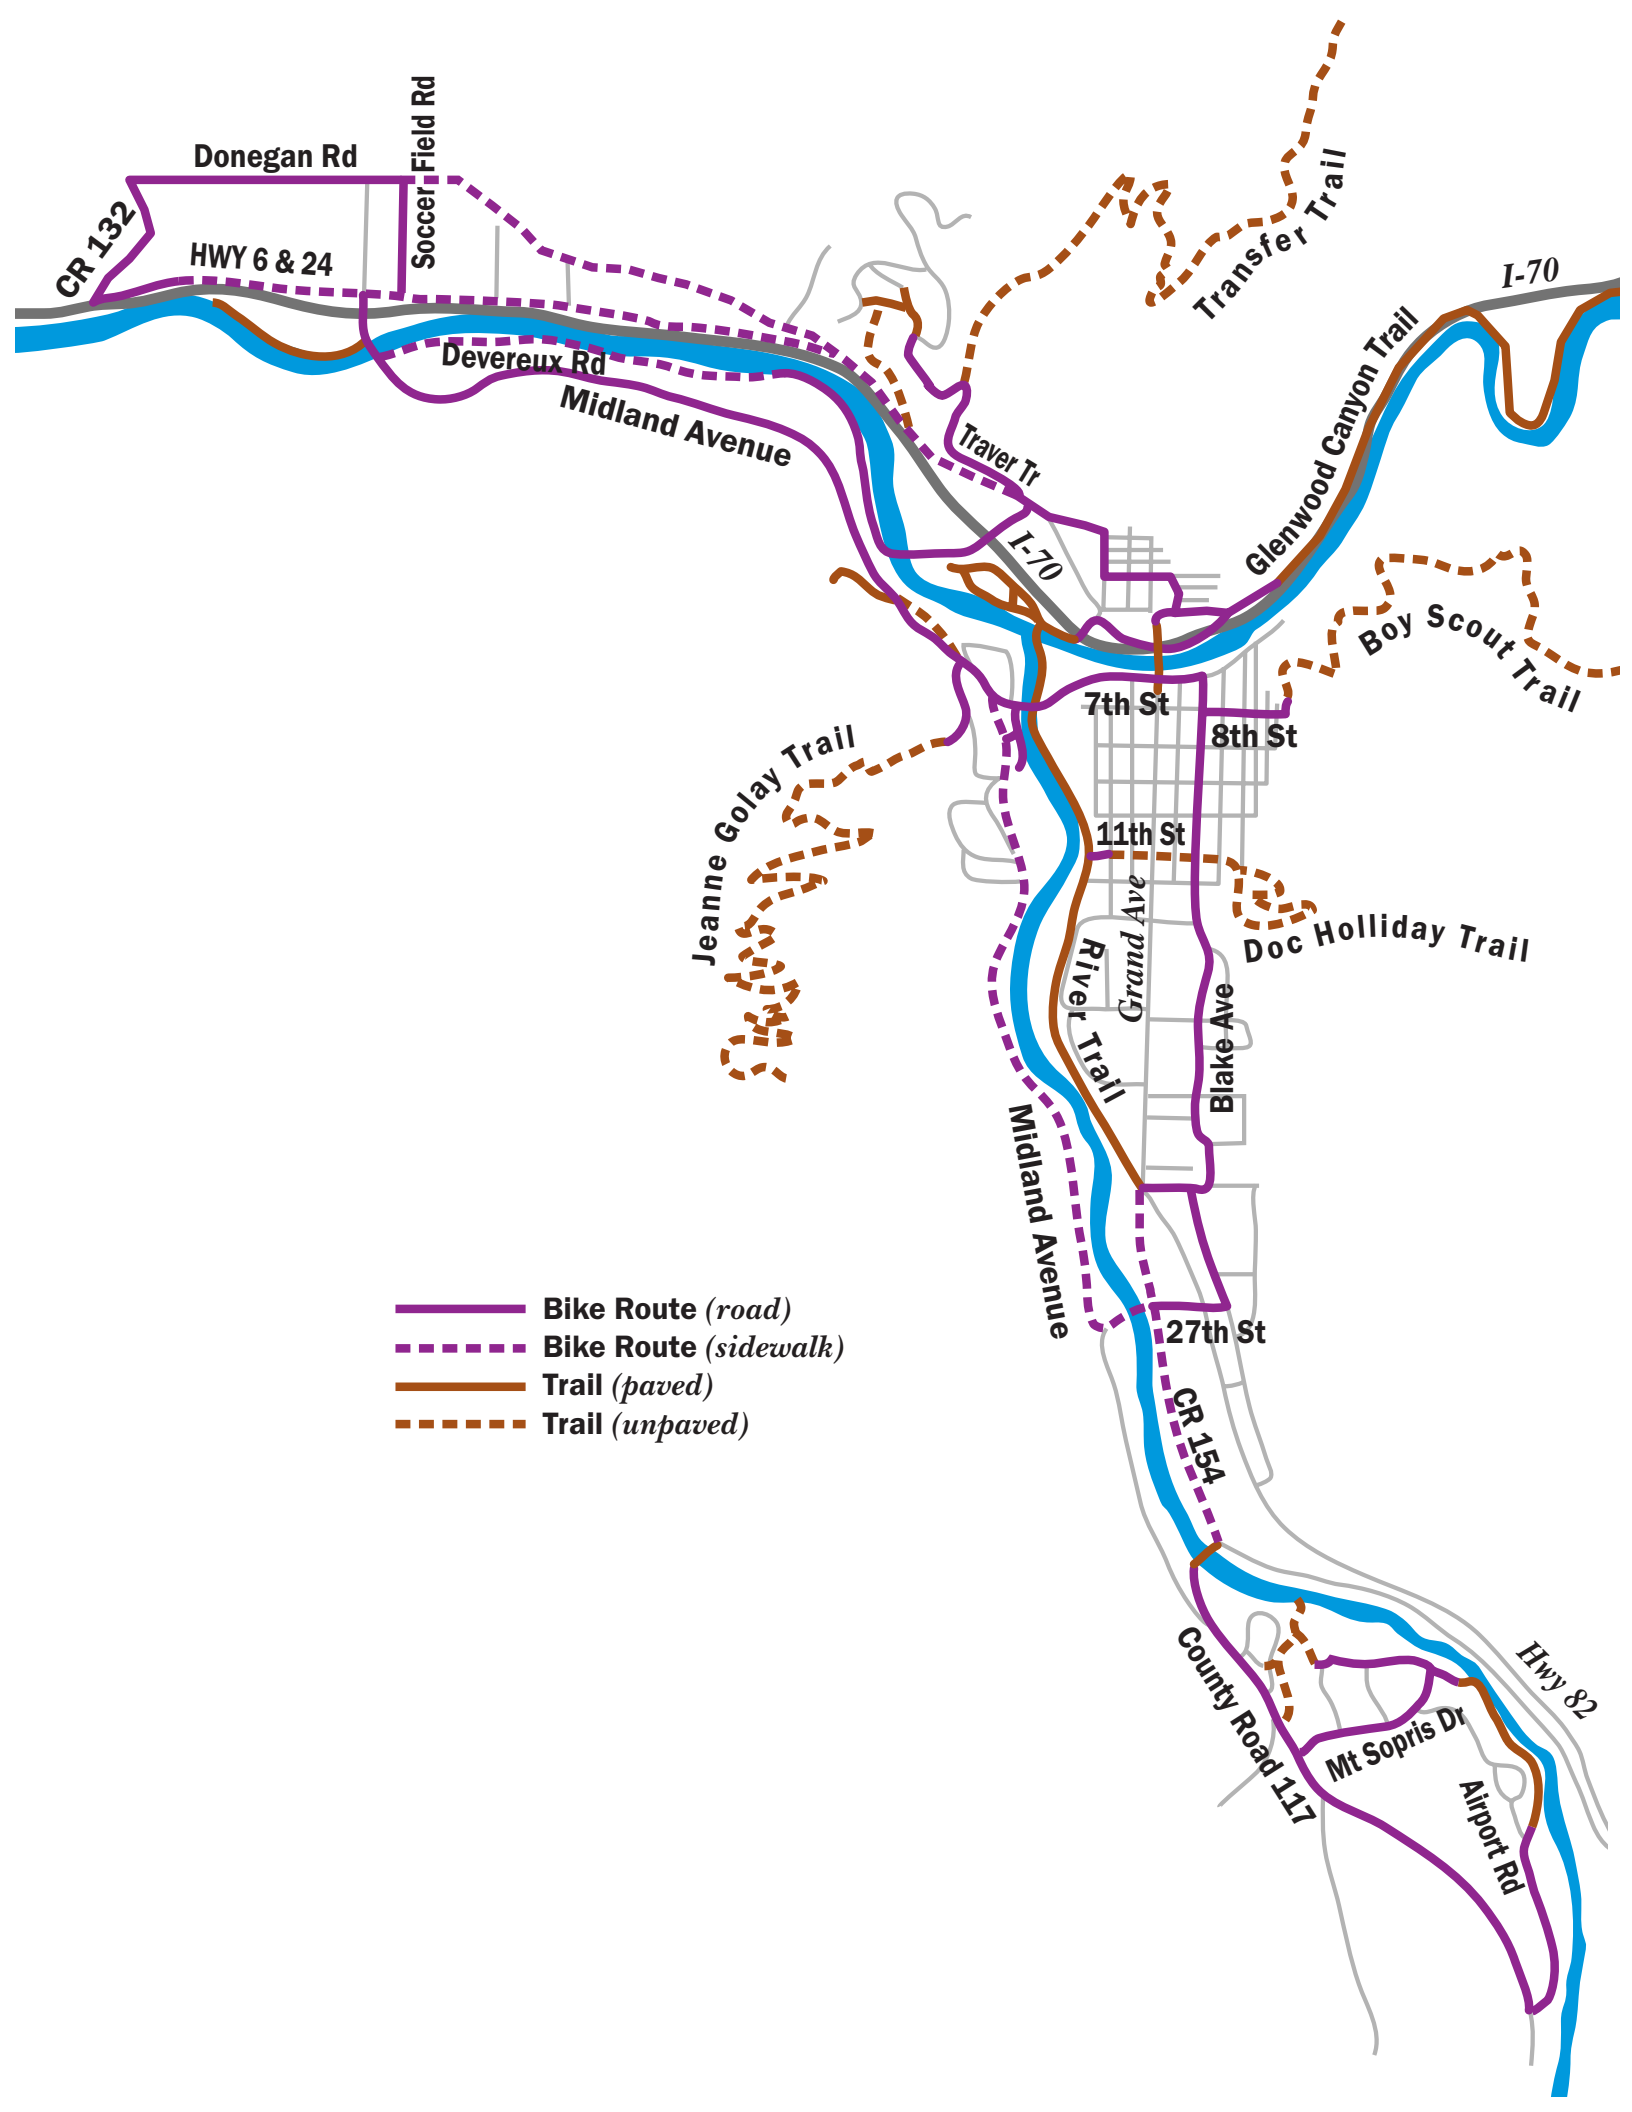 Soccer Field Rd
Donegan Rd
CR 132
HWY 6 & 24
Transfer Trail
I-70
Devereux Rd
Midland Avenue
Glenwood Canyon Trail
Traver Tr
I-70
Boy Scout Trail
7th St
8th St
Jeanne Golay Trail
11th St
Grand Ave
Doc Holliday Trail
River Trail
Blake Ave
Midland Avenue
Bike Route (road)
Bike Route (sidewalk)
Trail (paved)
Trail (unpaved)
27th St
CR 154
County Road 117
Hwy 82
Mt Sopris Dr
Airport Rd